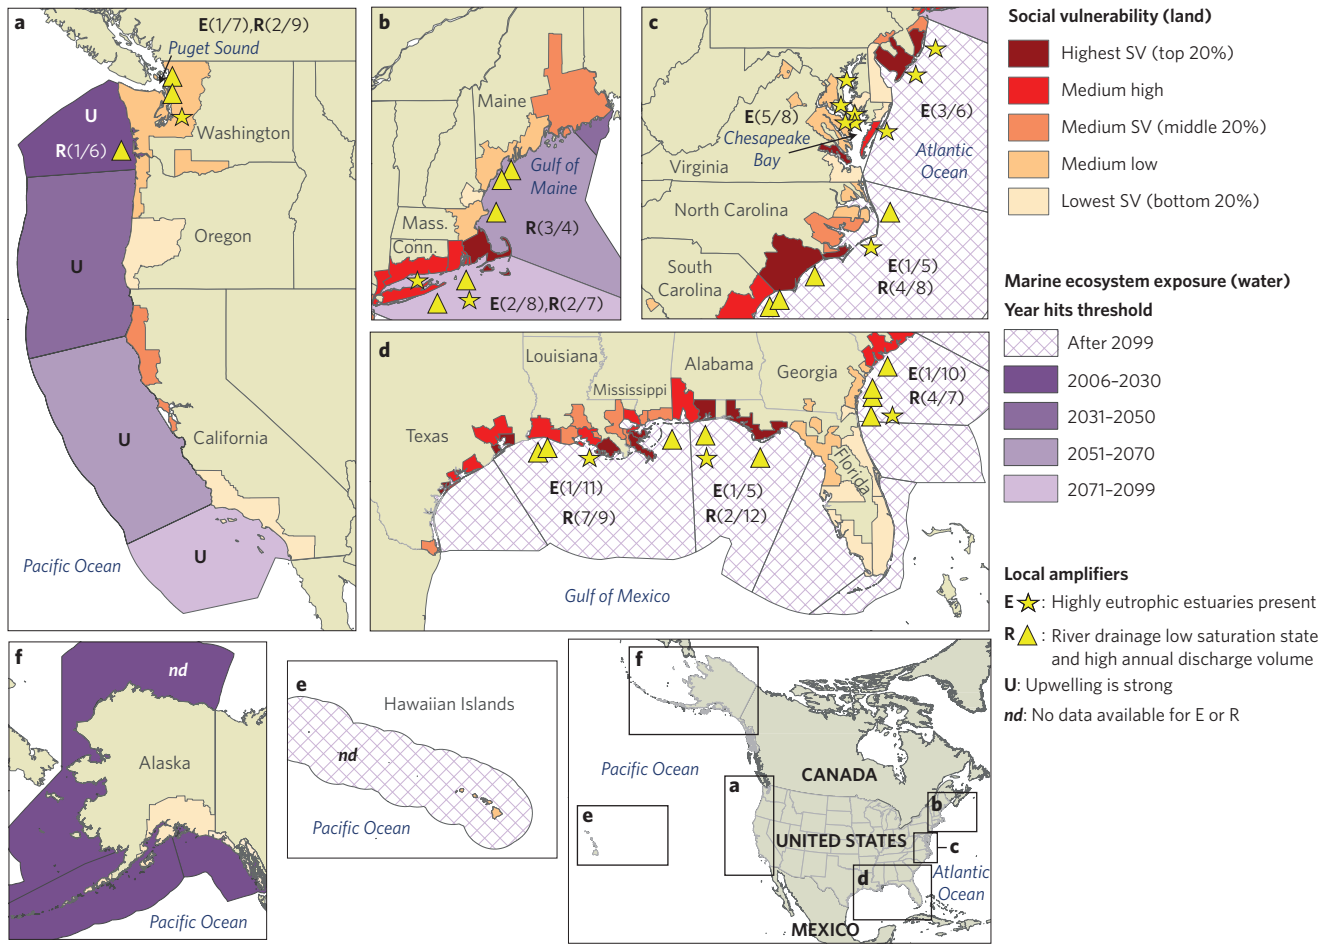 a
E(1/7),R(2/9)
Puget Sound
U
R(1/6)
Washington
Oregon
U
U
California
U
Pacific Ocean
b
Maine
Gulf of
Maine
Mass.
R(3/4)
Conn.
E(2/8),R(2/7)
c
E(5/8)
Chesapeake
Bay
E(3/6)
Atlantic
Ocean
Virginia
North Carolina
South
Carolina
E(1/5)
R(4/8)
d
Louisiana
Alabama
Georgia
Mississippi
Texas
E(1/10)
R(4/7)
Florida
E(1/11)
R(7/9)
E(1/5)
R(2/12)
Gulf of Mexico
f
nd
Alaska
Pacific Ocean
e
Hawaiian Islands
nd
Pacific Ocean
f
Pacific Ocean
CANADA
a
b
e
UNITED STATES
c
d
Atlantic
Ocean
MEXICO
Social vulnerability (land)
Highest SV (top 20%)
Medium high
Medium SV (middle 20%)
Medium low
Lowest SV (bottom 20%)
Marine ecosystem exposure (water)
Year hits threshold
After 2099
2006–2030
2031–2050
2051–2070
2071–2099
Local amplifiers
E : Highly eutrophic estuaries present
R : River drainage low saturation state
and high annual discharge volume
U: Upwelling is strong
nd: No data available for E or R